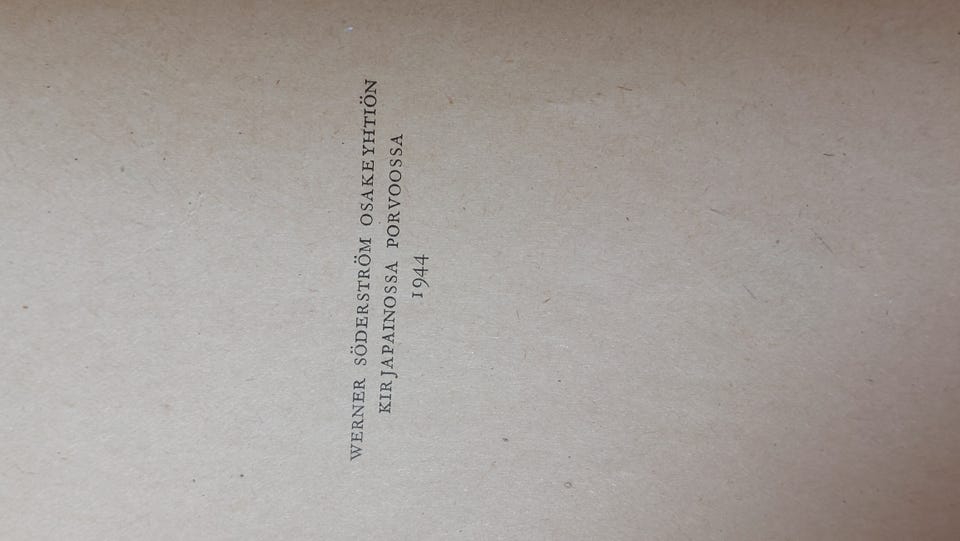 WERNER SÖDERSTRÖM OSAKEYHTIÖN
KIRJAPAINOSSA PORVOOSSA
1944